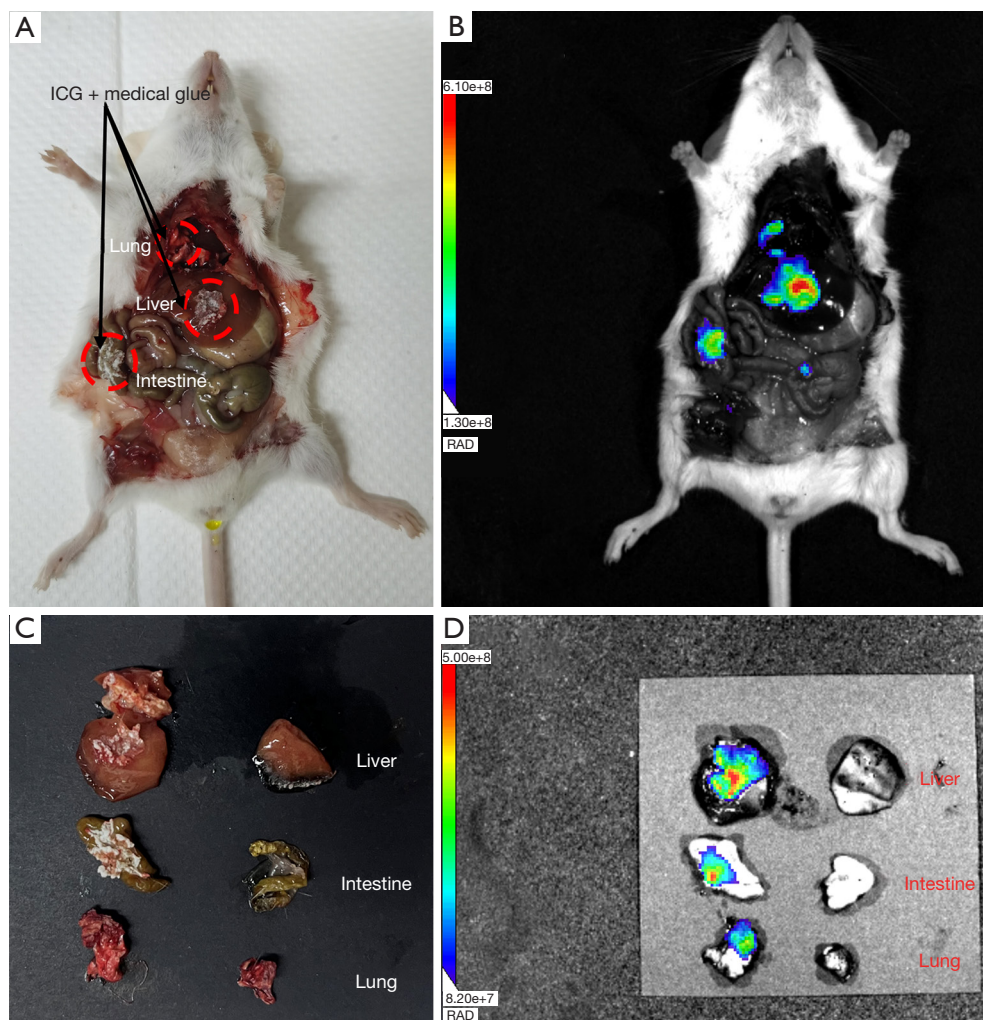 A
ICG + medical glue
Lung
Liver
Intestine
B
6.10e+8
1.30e+8
RAD
C
Liver
Intestine
Lung
D
5.00e+8
8.20e+7
RAD
Liver
Intestine
Lung